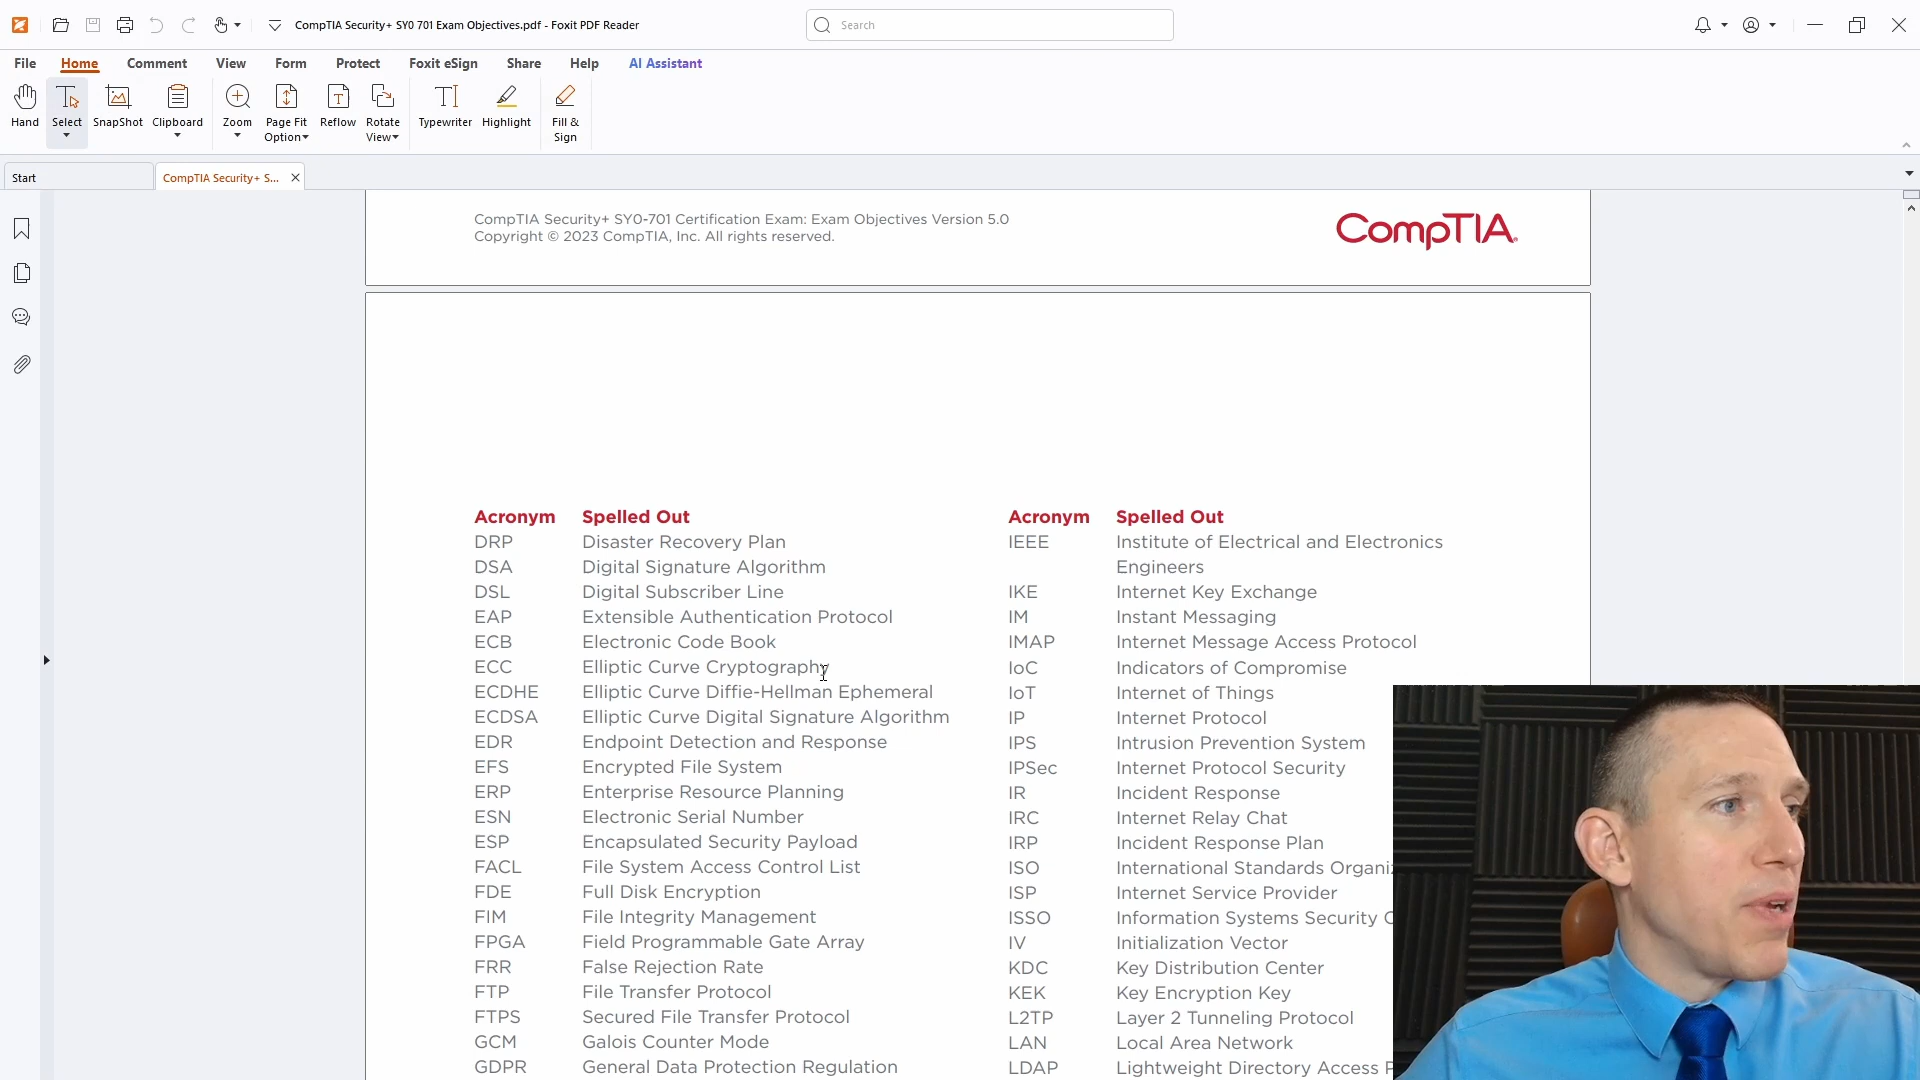 CompTIA Security+ SY0 701 Exam Objectives.pdf - Foxit PDF Reader
Search
File
Home
Comment
View
Form
Protect
Foxit eSign
Share
Help
AI Assistant
Hand
Select
SnapShot
Clipboard
Zoom
Page Fit
Option
Reflow
Rotate
View
Typewriter
Highlight
Fill &
Sign
Start
CompTIA Security+ S...
CompTIA Security+ SY0-701 Certification Exam: Exam Objectives Version 5.0
Copyright © 2023 CompTIA, Inc. All rights reserved.
CompTIA.
Acronym Spelled Out
DRP Disaster Recovery Plan
DSA Digital Signature Algorithm
DSL Digital Subscriber Line
EAP Extensible Authentication Protocol
ECB Electronic Code Book
ECC Elliptic Curve Cryptography
ECDHE Elliptic Curve Diffie-Hellman Ephemeral
ECDSA Elliptic Curve Digital Signature Algorithm
EDR Endpoint Detection and Response
EFS Encrypted File System
ERP Enterprise Resource Planning
ESN Electronic Serial Number
ESP Encapsulated Security Payload
FACL File System Access Control List
FDE Full Disk Encryption
FIM File Integrity Management
FPGA Field Programmable Gate Array
FRR False Rejection Rate
FTP File Transfer Protocol
FTPS Secured File Transfer Protocol
GCM Galois Counter Mode
GDPR General Data Protection Regulation
Acronym Spelled Out
IEEE Institute of Electrical and Electronics
Engineers
IKE Internet Key Exchange
IM Instant Messaging
IMAP Internet Message Access Protocol
IoC Indicators of Compromise
IoT Internet of Things
IP Internet Protocol
IPS Intrusion Prevention System
IPSec Internet Protocol Security
IR Incident Response
IRC Internet Relay Chat
IRP Incident Response Plan
ISO International Standards
ISP Internet Service Provider
ISSO Information Systems Security
IV Initialization Vector
KDC Key Distribution Center
KEK Key Encryption Key
L2TP Layer 2 Tunneling Protocol
LAN Local Area Network
LDAP Lightweight Directory Access